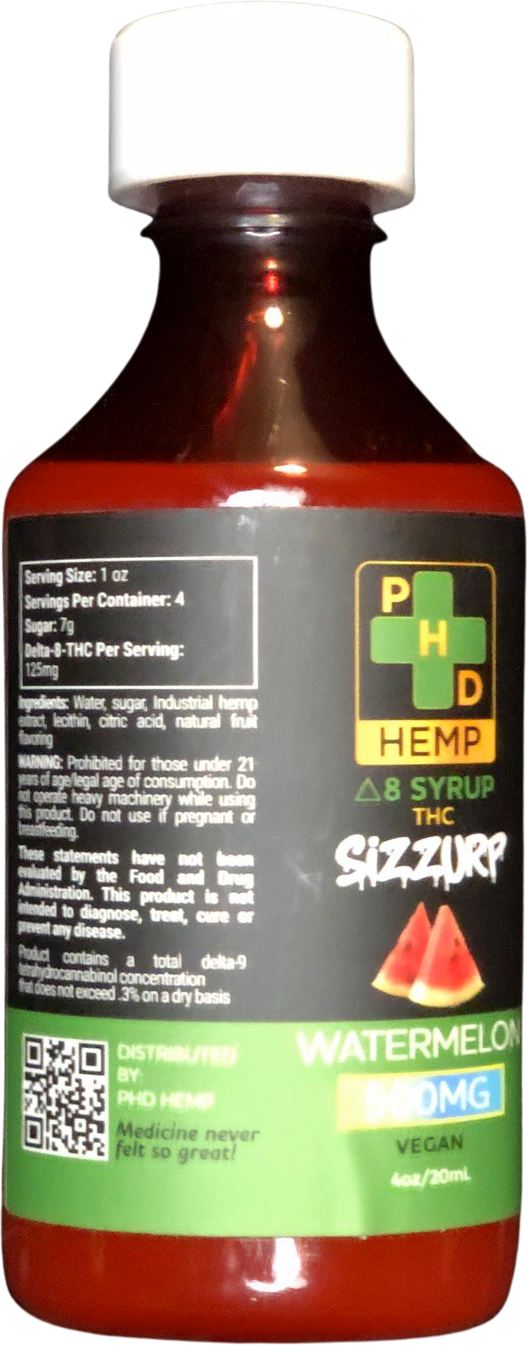 Serving Size: 1 oz
Servings Per Container: 4
Sugar: 7g
Delta-8-THC Per Serving:
125mg
Ingredients: Water, sugar, Industrial hemp
extract, lecithin, citric acid, natural fruit
flavoring
WARNING: Prohibited for those under 21
years of age/legal age of consumption. Do
not operate heavy machinery while using
this product. Do not use if pregnant or
breastfeeding.
These statements have not been
evaluated by the Food and Drug
Administration. This product is not
intended to diagnose, treat, cure or
prevent any disease.
Product contains a total delta-9
tetrahydrocannabinol concentration
that does not exceed .3% on a dry basis
DISTRIBUTED
BY:
PHD HEMP
Medicine never
felt so great!
P
H
D
HEMP
△8 SYRUP
THC
SiZZURP
WATERMELON
500MG
VEGAN
4oz/20mL